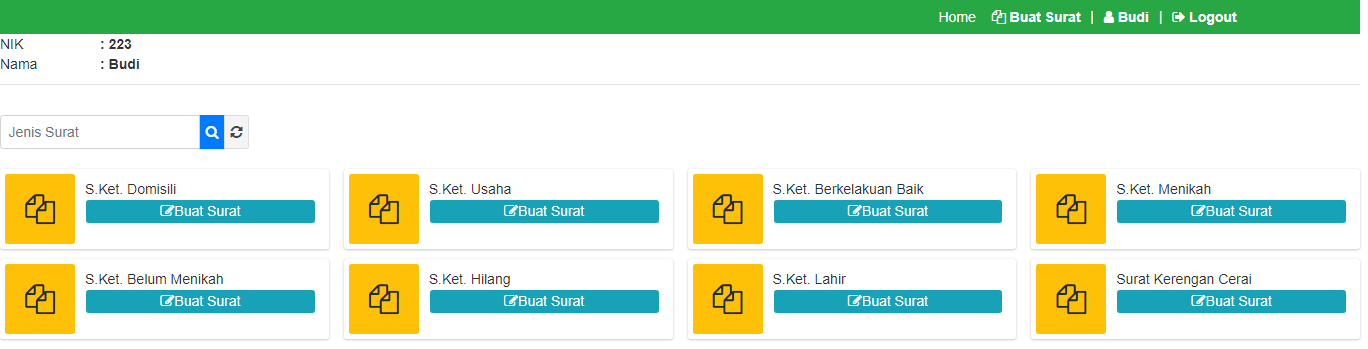 Home Buat Surat | Budi | Logout
NIK : 223
Nama : Budi
Jenis Surat
S.Ket. Domisili
Buat Surat
S.Ket. Usaha
Buat Surat
S.Ket. Berkelakuan Baik
Buat Surat
S.Ket. Menikah
Buat Surat
S.Ket. Belum Menikah
Buat Surat
S.Ket. Hilang
Buat Surat
S.Ket. Lahir
Buat Surat
Surat Kerengan Cerai
Buat Surat